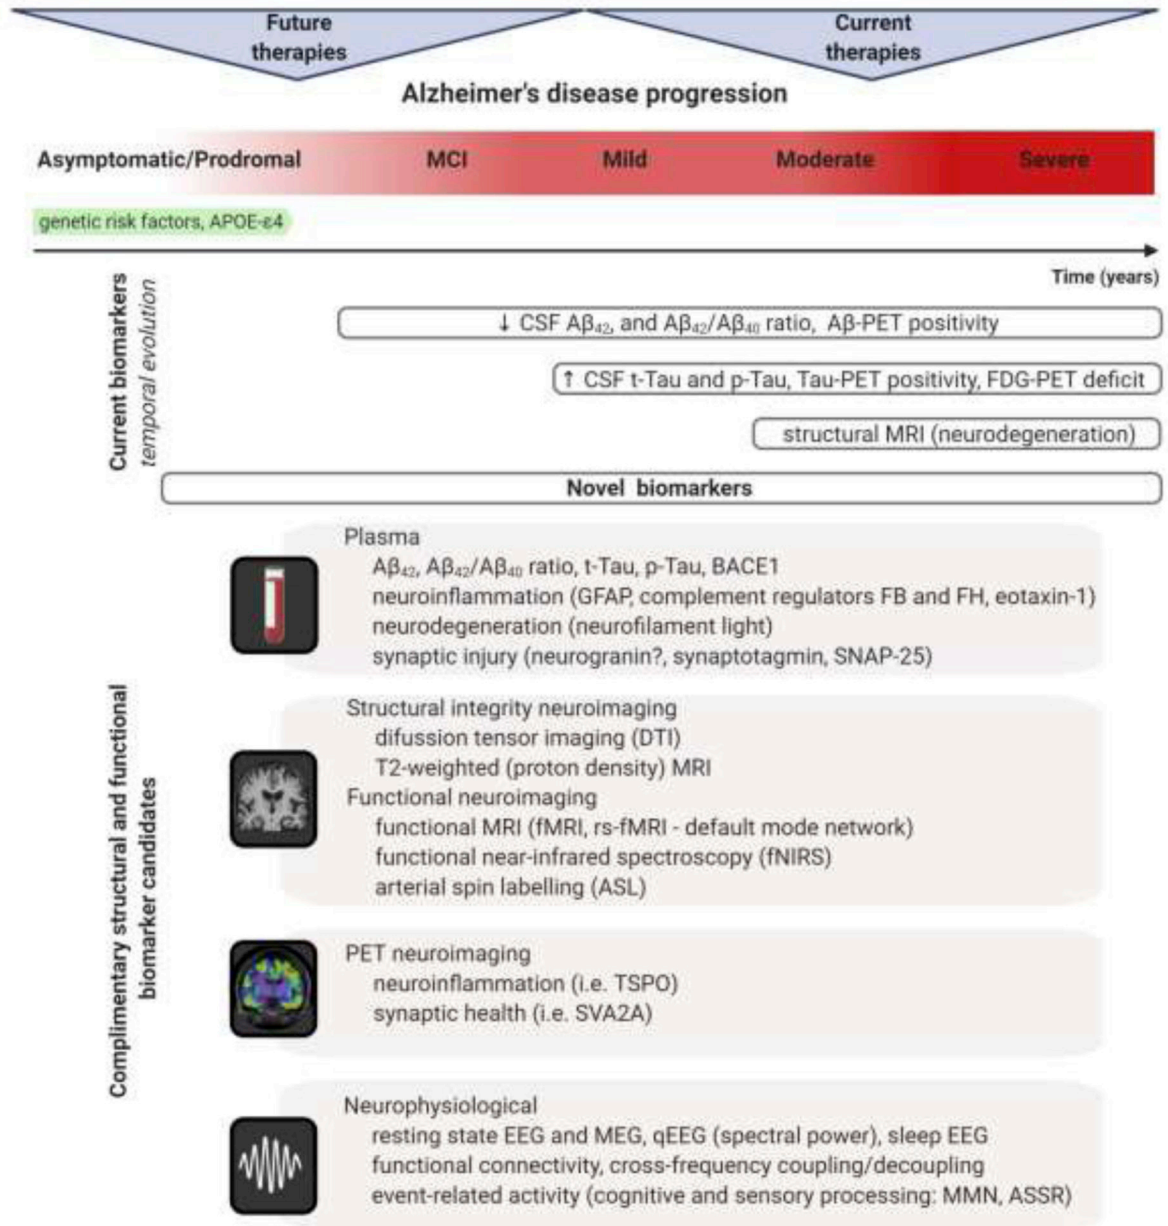 Future
therapies
Current
therapies
Alzheimer's disease progression
Asymptomatic/Prodromal
MCI
Mild
Moderate
Severe
genetic risk factors, APOE-ε4
Time (years)
Current biomarkers
temporal evolution
↓ CSF Aβ₄₂, and Aβ₄₂/Aβ₄₀ ratio, Aβ-PET positivity
↑ CSF t-Tau and p-Tau, Tau-PET positivity, FDG-PET deficit
structural MRI (neurodegeneration)
Novel biomarkers
Complimentary structural and functional
biomarker candidates
Plasma
Aβ₄₂, Aβ₄₂/Aβ₄₀ ratio, t-Tau, p-Tau, BACE1
neuroinflammation (GFAP, complement regulators FB and FH, eotaxin-1)
neurodegeneration (neurofilament light)
synaptic injury (neurogranin?, synaptotagmin, SNAP-25)
Structural integrity neuroimaging
difussion tensor imaging (DTI)
T2-weighted (proton density) MRI
Functional neuroimaging
functional MRI (fMRI, rs-fMRI - default mode network)
functional near-infrared spectroscopy (fNIRS)
arterial spin labelling (ASL)
PET neuroimaging
neuroinflammation (i.e. TSPO)
synaptic health (i.e. SVA2A)
Neurophysiological
resting state EEG and MEG, qEEG (spectral power), sleep EEG
functional connectivity, cross-frequency coupling/decoupling
event-related activity (cognitive and sensory processing: MMN, ASSR)